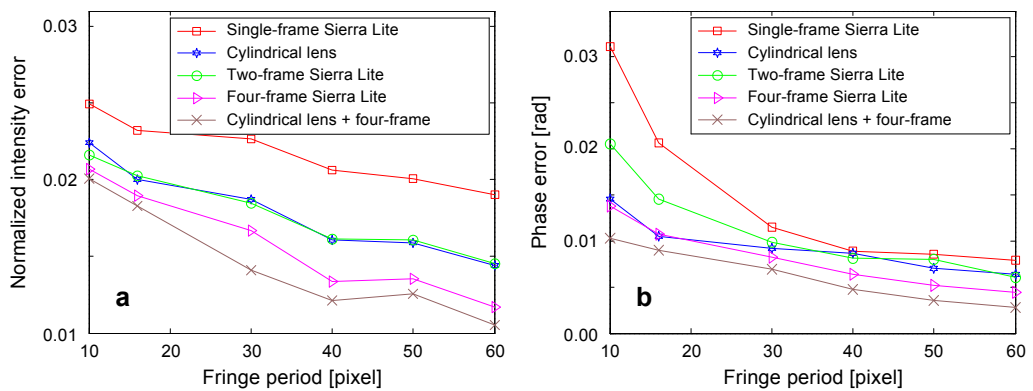 0.03
0.02
0.01
Normalized intensity error
Single-frame Sierra Lite
Cylindrical lens
Two-frame Sierra Lite
Four-frame Sierra Lite
Cylindrical lens + four-frame
a
10 20 30 40 50 60
Fringe period [pixel]
0.03
0.02
0.01
0.00
Phase error [rad]
Single-frame Sierra Lite
Cylindrical lens
Two-frame Sierra Lite
Four-frame Sierra Lite
Cylindrical lens + four-frame
b
10 20 30 40 50 60
Fringe period [pixel]